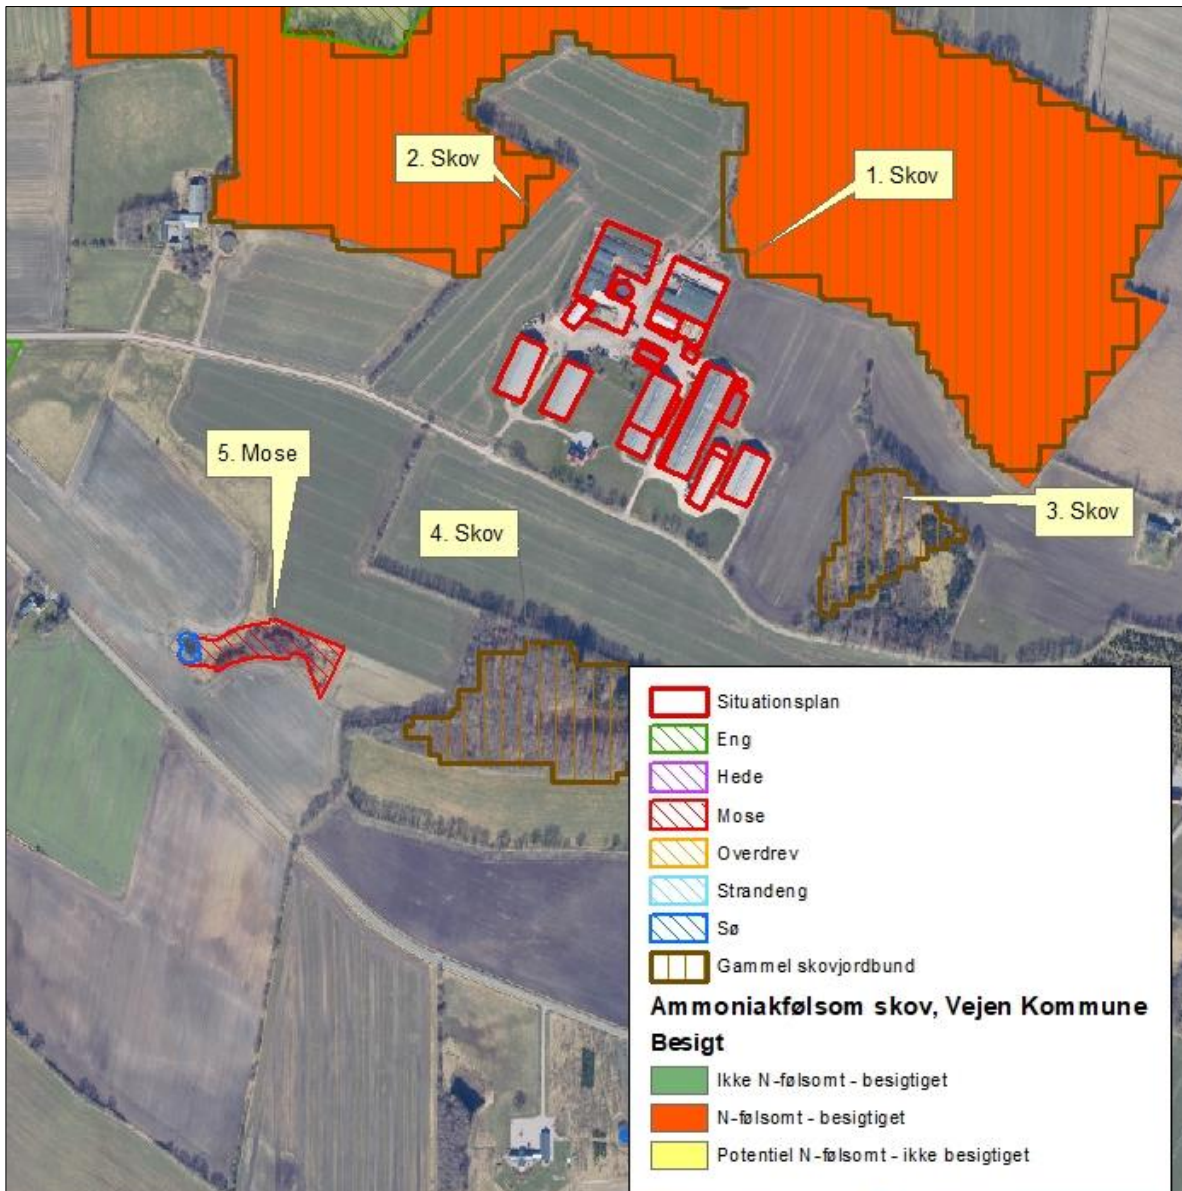 2. Skov
1. Skov
5. Mose
4. Skov
3. Skov
Situationsplan
Eng
Hede
Mose
Overdrev
Strandeng
Sø
Gammel skovjordbund
Ammoniakfølsom skov, Vejen Kommune
Besigt
Ikke N-følsomt - besigtiget
N-følsomt - besigtiget
Potentiel N-følsomt - ikke besigtiget